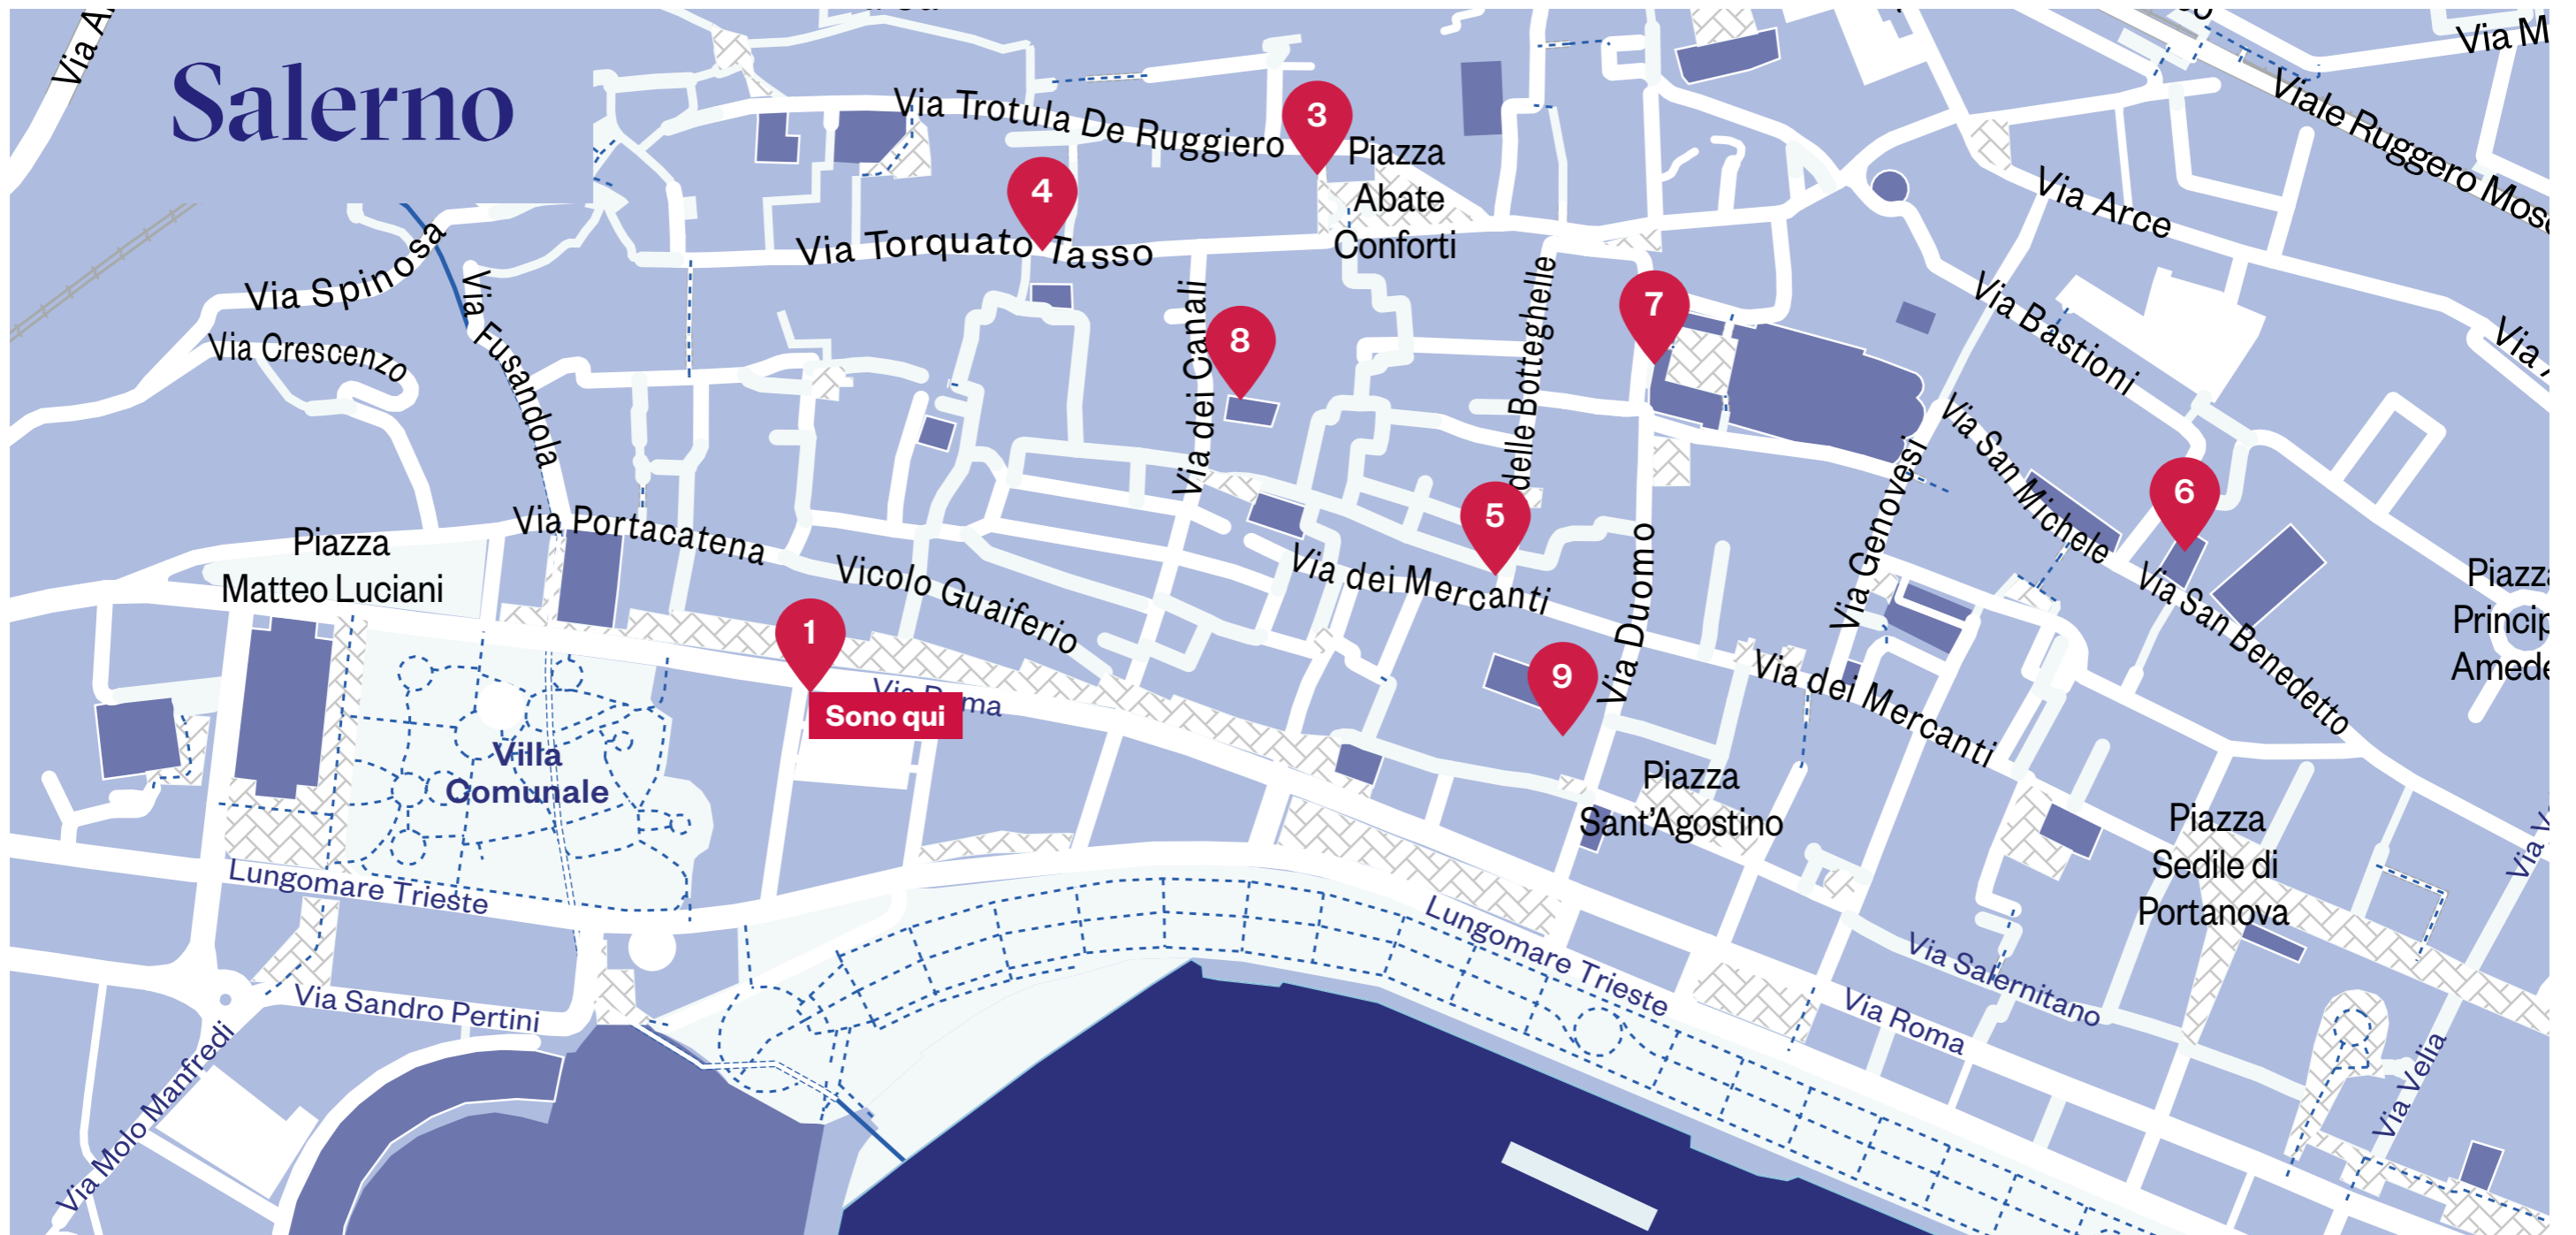 Salerno
Via Trotula De Ruggiero
3
Piazza
Abate
Conforti
4
Via Torquato Tasso
Via Arce
Viale Ruggero
Via Spinosa
Via Crescenzo
Via Fusandola
Via dei Canali
8
delle Botteghelle
7
Via Bastioni
Via San Michele
Via Genovesi
6
Via San Benedetto
Piazza
Matteo Luciani
Via Portacatena
Vicolo Guaiferio
5
Via dei Mercanti
Via Duomo
1
Sono qui
9
Via dei Mercanti
Villa
Comunale
Piazza
Sant'Agostino
Piazza
Sedile di
Portanova
Lungomare Trieste
Lungomare Trieste
Via Salernitano
Via Roma
Via Sandro Pertini
Via Molo Manfredi
Via Velia